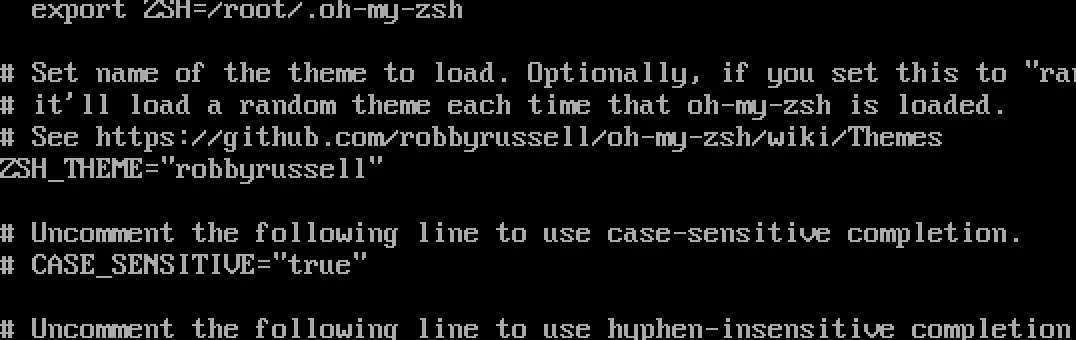 export ZSH=/root/.oh-my-zsh
# Set name of the theme to load. Optionally, if you set this to "ra
# it'll load a random theme each time that oh-my-zsh is loaded.
# See https://github.com/robbyrussell/oh-my-zsh/wiki/Themes
ZSH_THEME="robbyrussell"
# Uncomment the following line to use case-sensitive completion.
# CASE_SENSITIVE="true"
# Uncomment the following line to use hyphen-insensitive completion